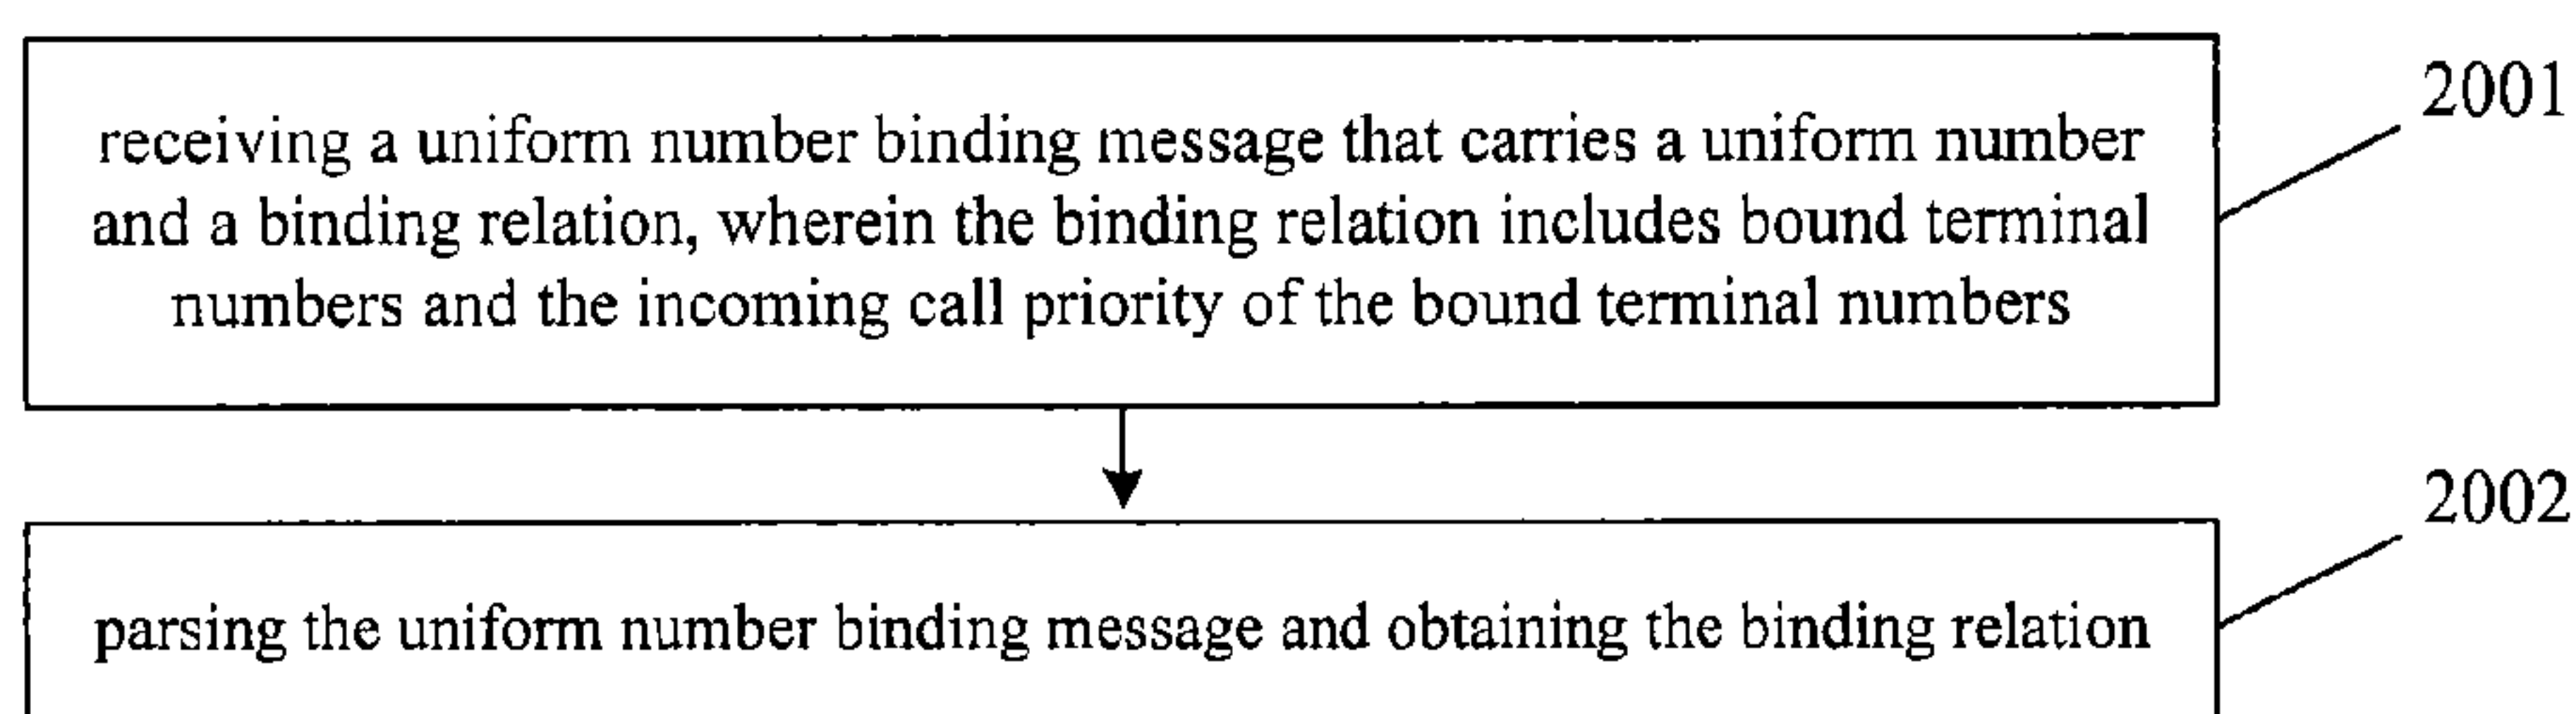 2001
receiving a uniform number binding message that carries a uniform number
and a binding relation, wherein the binding relation includes bound terminal
numbers and the incoming call priority of the bound terminal numbers
2002
parsing the uniform number binding message and obtaining the binding relation